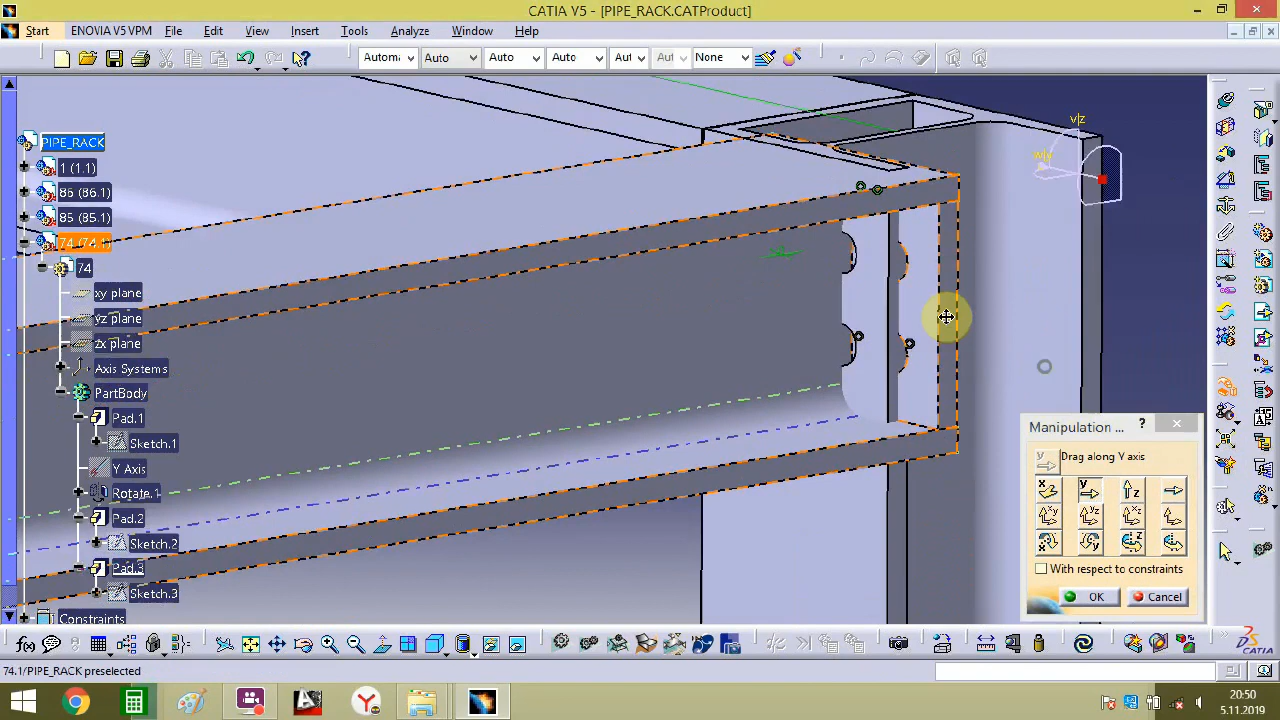 CATIA V5 - [PIPE_RACK.CATProduct]
Start ENOVIA V5 VPM File Edit View Insert Tools Analyze Window Help
Automa Auto Auto Auto Aut Aut None
v|z
w|y
PIPE_RACK
1 (1.1)
86 (86.1)
85 (85.1)
74 (74.1)
74
xy plane
yz plane
zx plane
Axis Systems
PartBody
Pad.1
Sketch.1
Y Axis
Rotate.1
Pad.2
Sketch.2
Pad.3
Sketch.3
Constraints
Manipulation ... ?
Drag along Y axis
With respect to constraints
OK Cancel
74.1/PIPE_RACK preselected
CATIA
20:50
5.11.2019